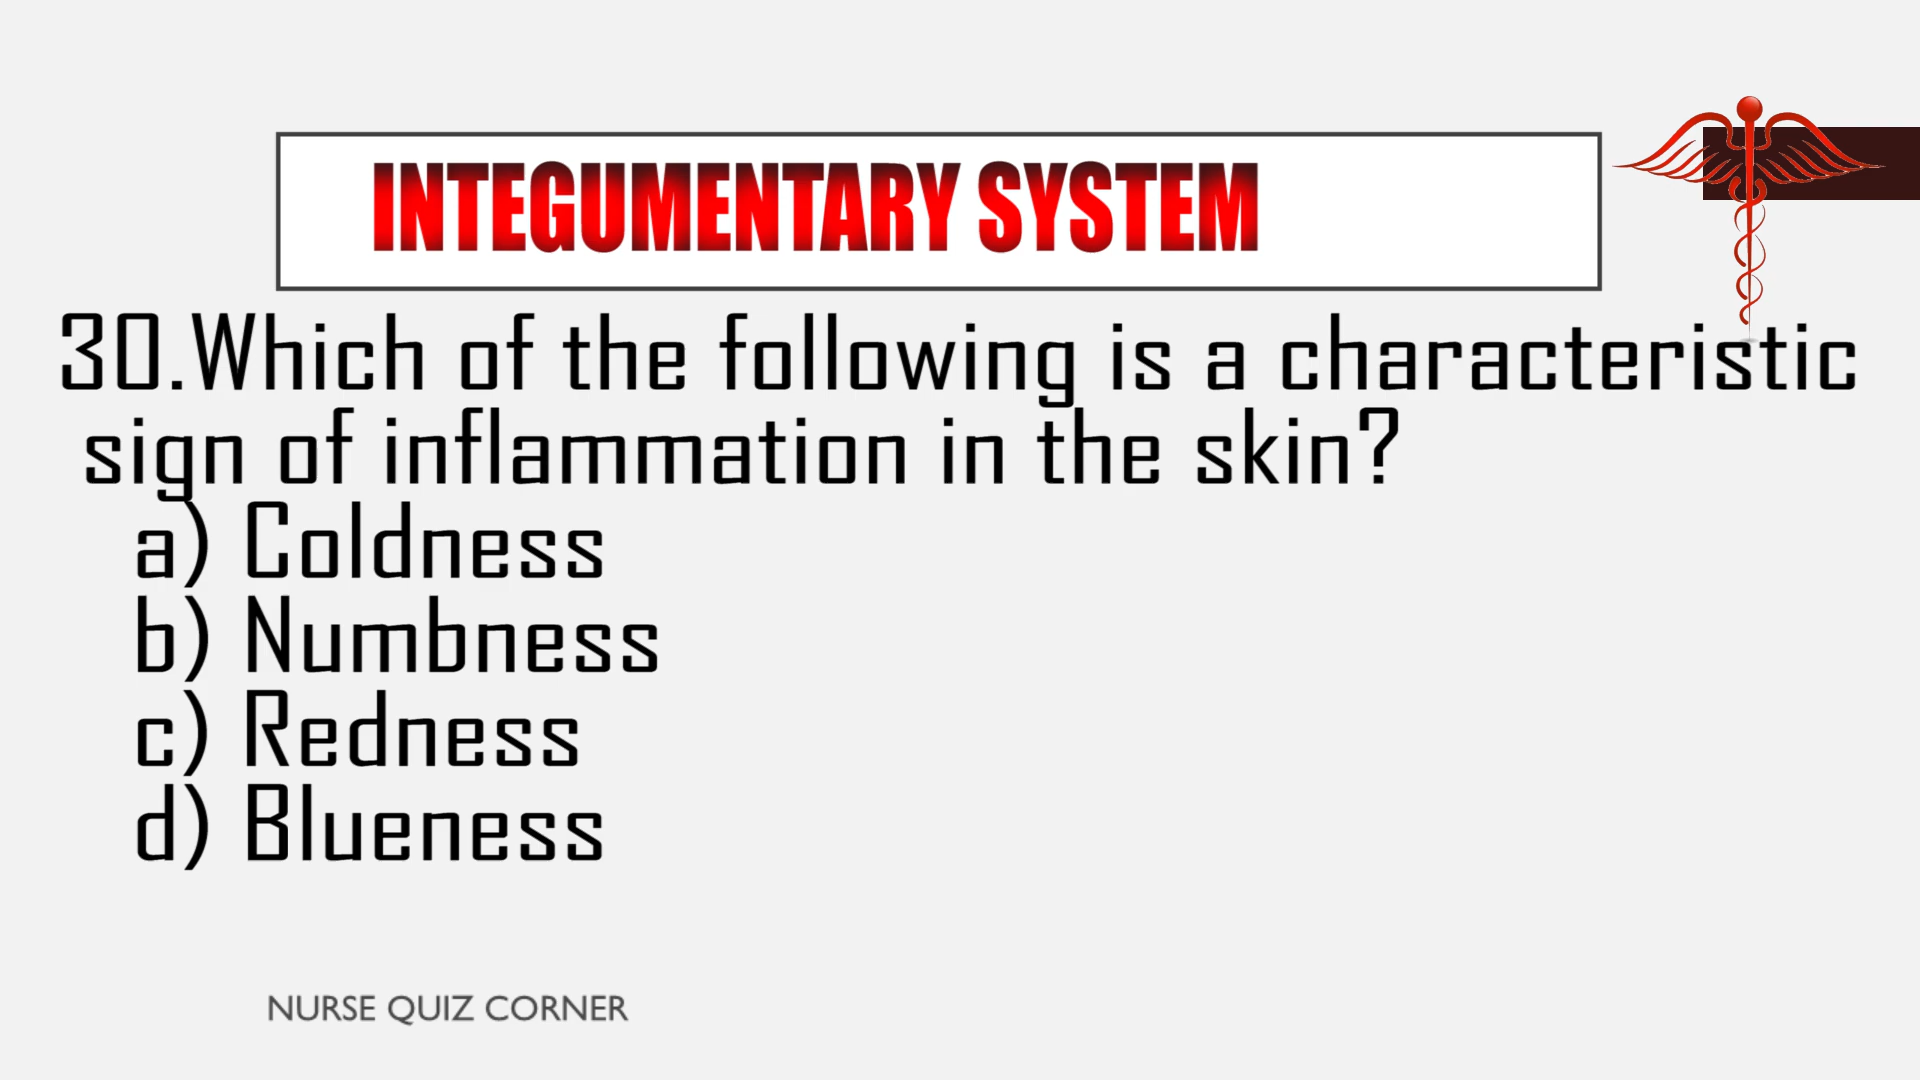 INTEGUMENTARY SYSTEM
30.Which of the following is a characteristic
sign of inflammation in the skin?
a) Coldness
b) Numbness
c) Redness
d) Blueness
NURSE QUIZ CORNER